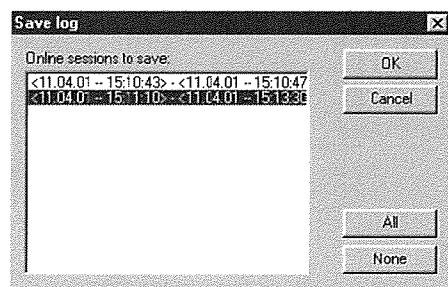 Save log
Online sessions to save:
<11.04.01 -- 15:10:43> - <11.04.01 -- 15:10:47
<11.04.01 -- 15:11:10> - <11.04.01 -- 15:13:30
OK
Cancel
All
None